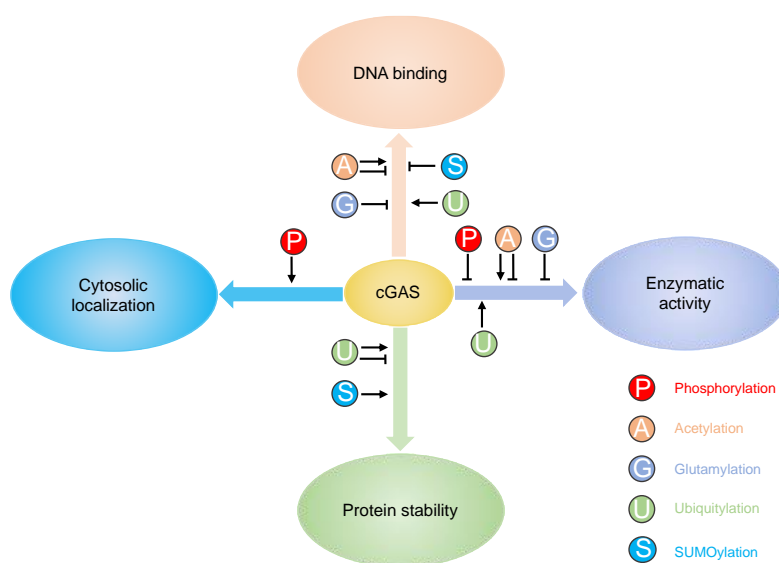 DNA binding
A
S
G
U
P
P
A
G
Cytosolic
localization
cGAS
Enzymatic
activity
U
U
S
P Phosphorylation
A Acetylation
G Glutamylation
U Ubiquitylation
S SUMOylation
Protein stability